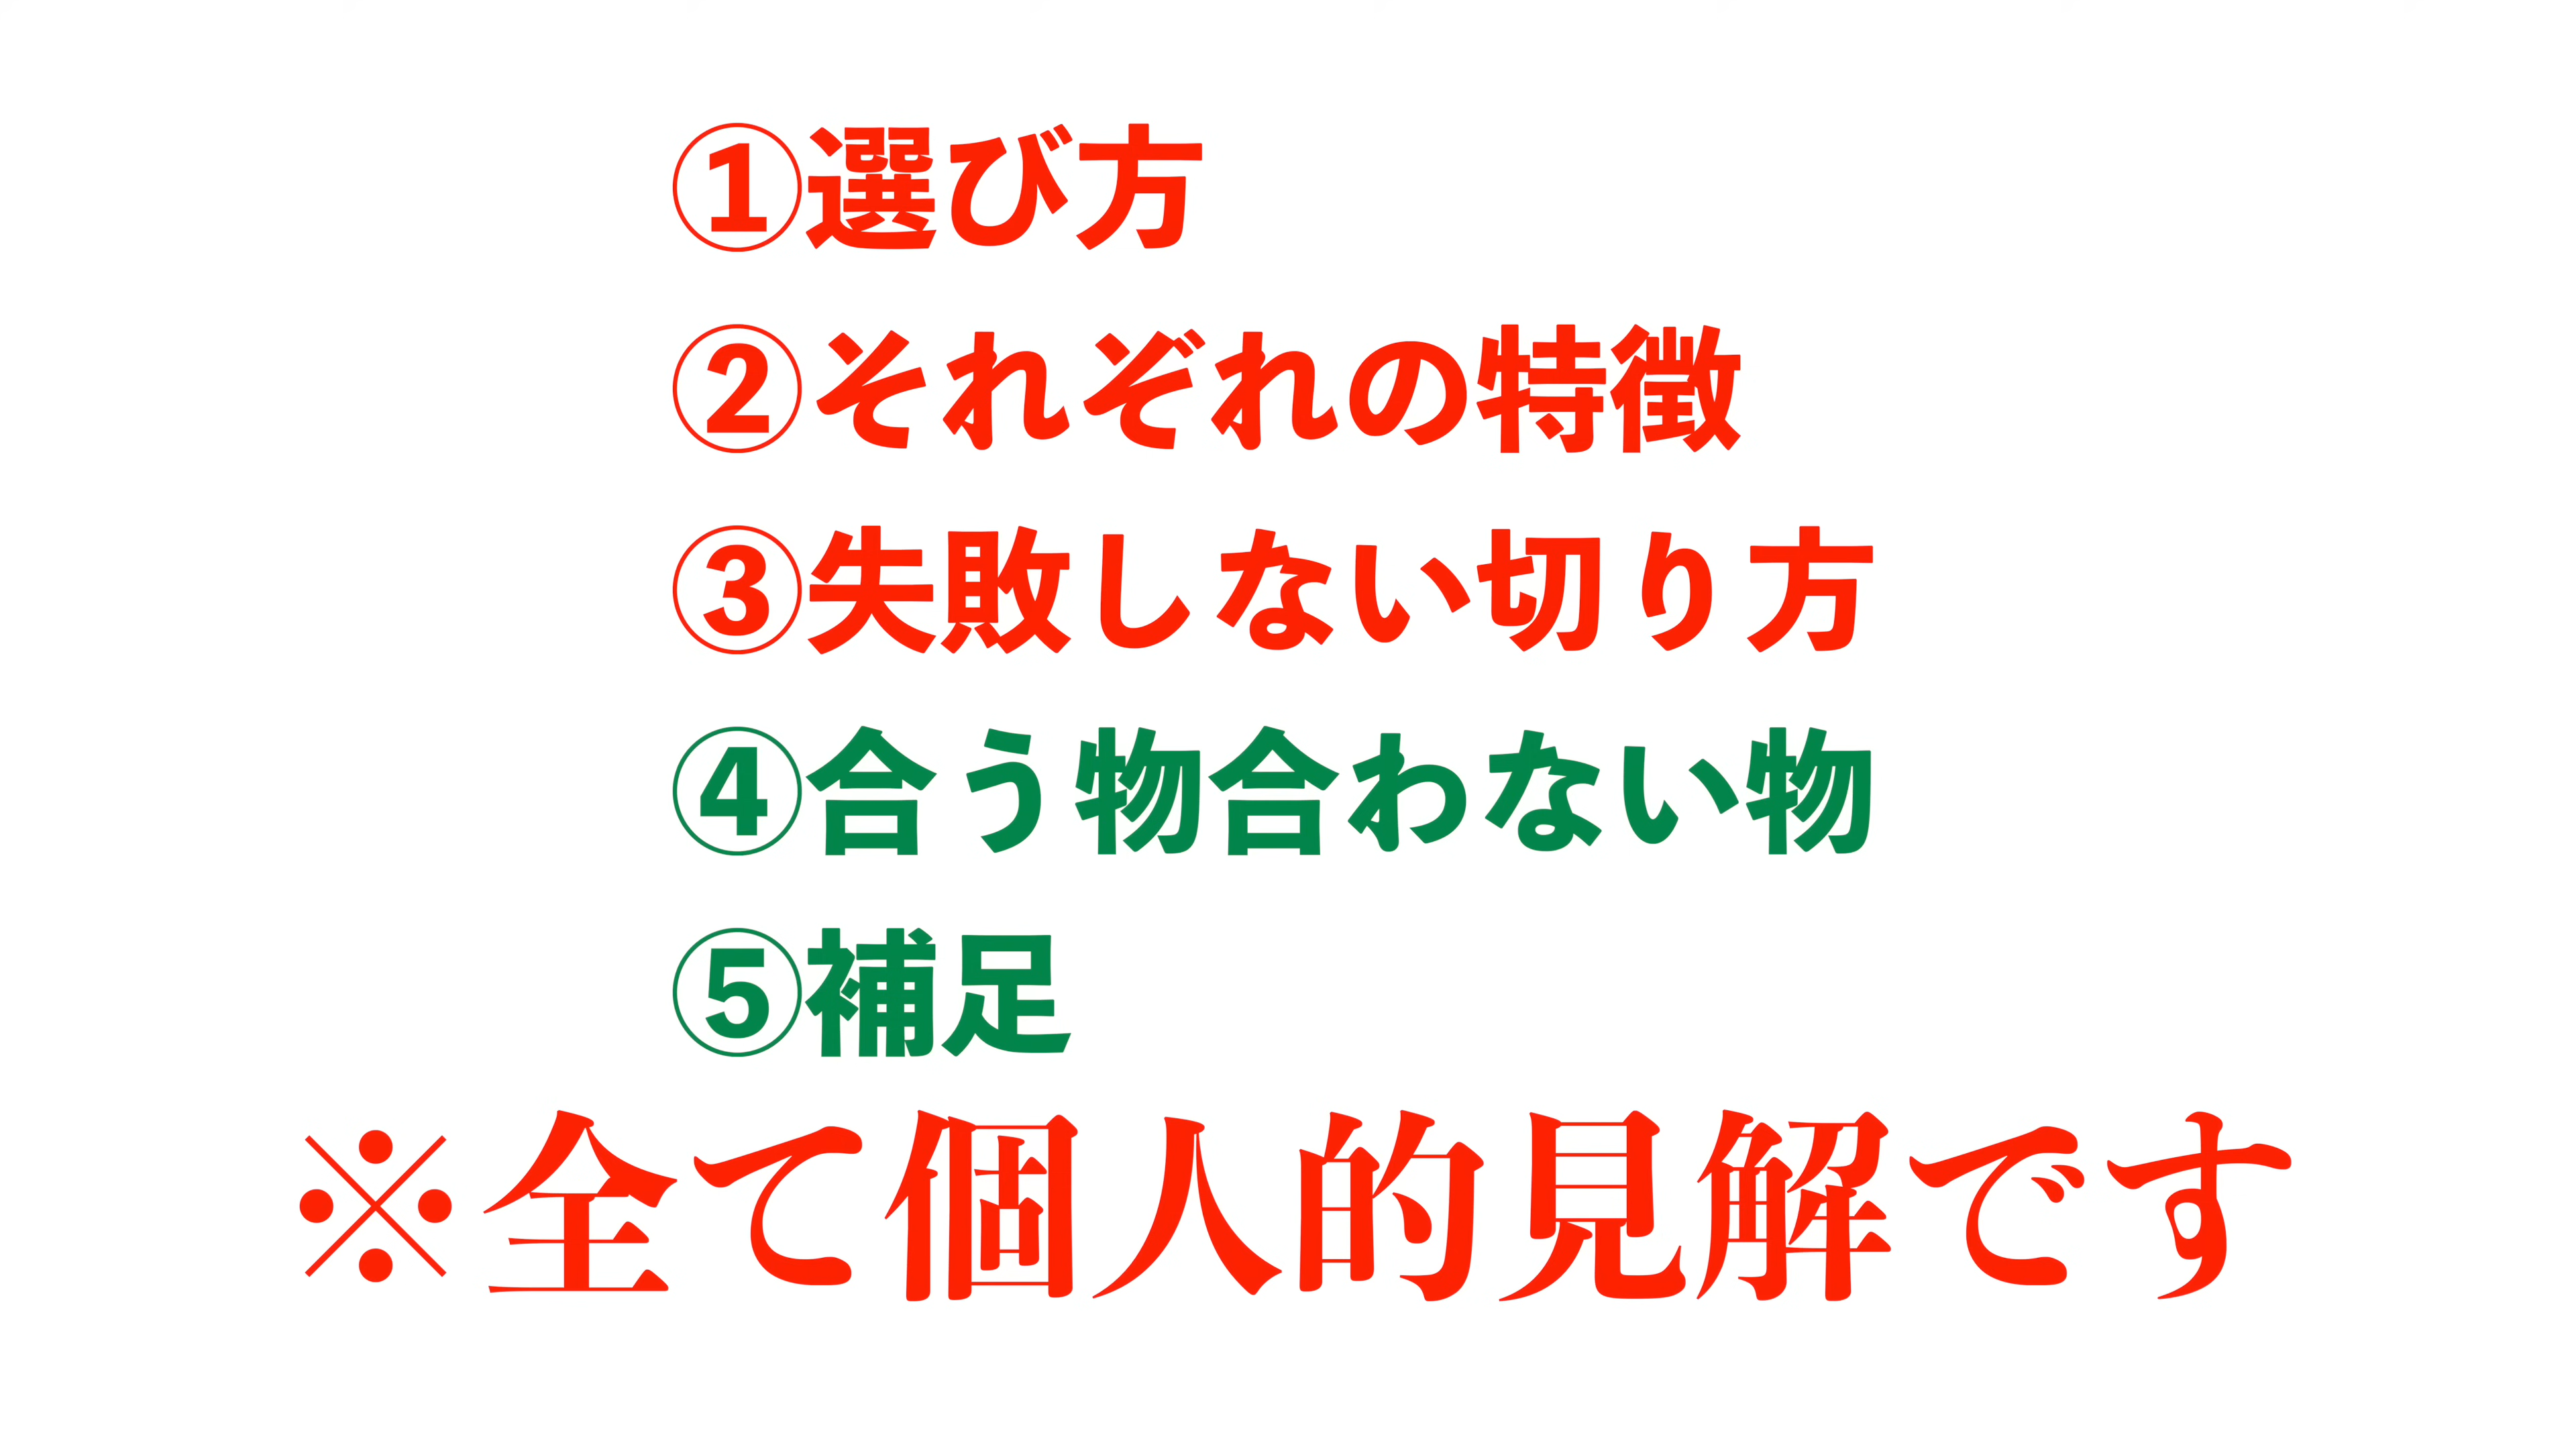 ①選び方
②それぞれの特徴
③失敗しない切り方
④合う物合わない物
⑤補足
※全て個人的見解です